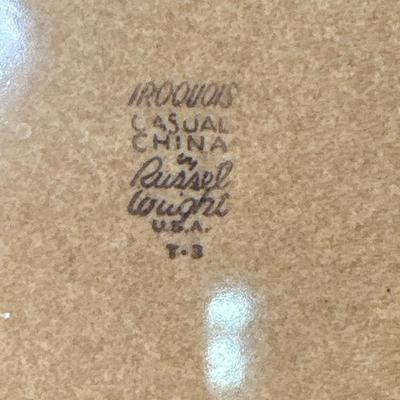 IROQUOIS
CASUAL
CHINA
by
Russel
Wright
U.S.A.
T-3